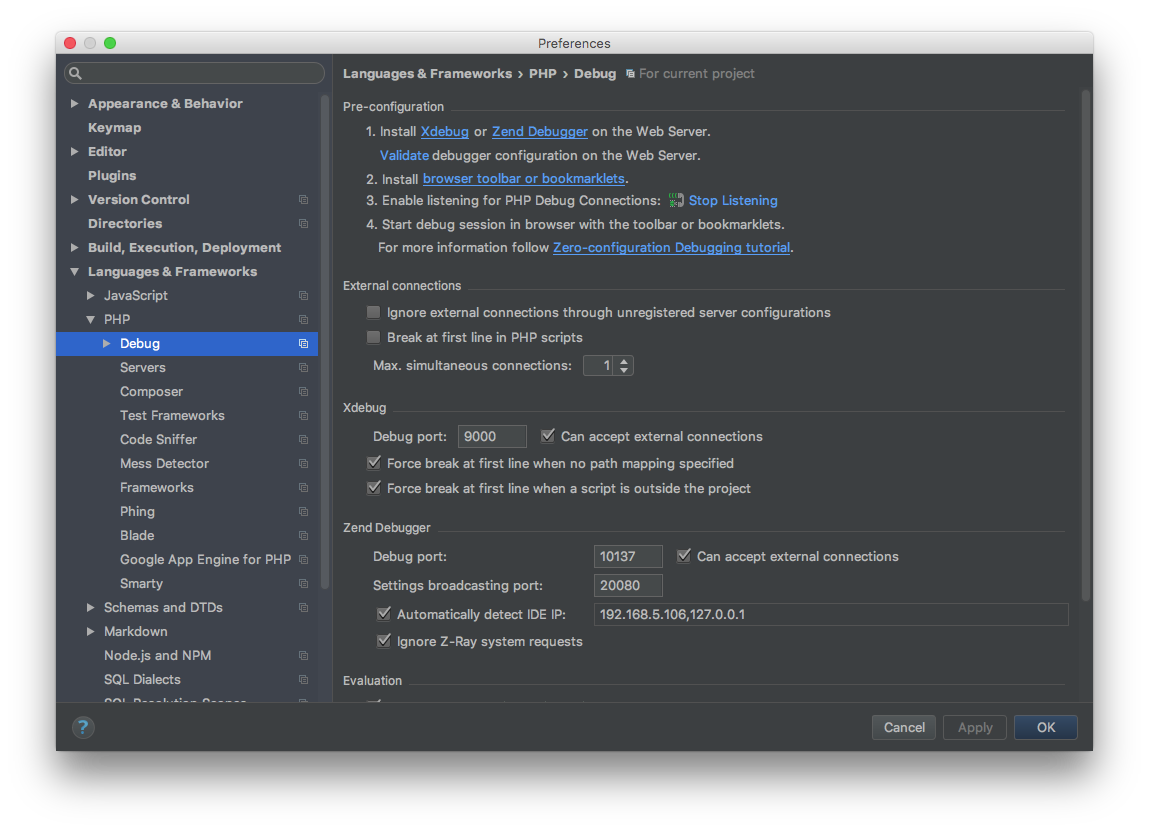 Preferences
Languages & Frameworks › PHP › Debug For current project
Appearance & Behavior
Keymap
Editor
Plugins
Version Control
Directories
Build, Execution, Deployment
Languages & Frameworks
JavaScript
PHP
Debug
Servers
Composer
Test Frameworks
Code Sniffer
Mess Detector
Frameworks
Phing
Blade
Google App Engine for PHP
Smarty
Schemas and DTDs
Markdown
Node.js and NPM
SQL Dialects
SQL Resolution Scopes
Pre-configuration
1. Install Xdebug or Zend Debugger on the Web Server.
Validate debugger configuration on the Web Server.
2. Install browser toolbar or bookmarklets.
3. Enable listening for PHP Debug Connections: Stop Listening
4. Start debug session in browser with the toolbar or bookmarklets.
For more information follow Zero-configuration Debugging tutorial.
External connections
Ignore external connections through unregistered server configurations
Break at first line in PHP scripts
Max. simultaneous connections: 1
Xdebug
Debug port: 9000 Can accept external connections
Force break at first line when no path mapping specified
Force break at first line when a script is outside the project
Zend Debugger
Debug port: 10137 Can accept external connections
Settings broadcasting port: 20080
Automatically detect IDE IP: 192.168.5.106,127.0.0.1
Ignore Z-Ray system requests
Evaluation
?
Cancel Apply OK